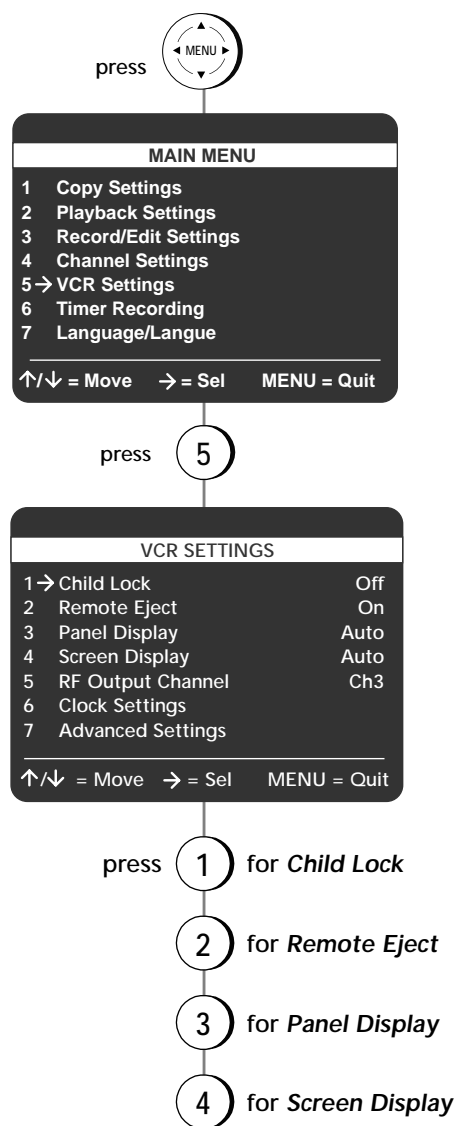 press MENU
MAIN MENU
1 Copy Settings
2 Playback Settings
3 Record/Edit Settings
4 Channel Settings
5→ VCR Settings
6 Timer Recording
7 Language/Langue
↑/↓ = Move → = Sel MENU = Quit
press 5
VCR SETTINGS
1→ Child Lock Off
2 Remote Eject On
3 Panel Display Auto
4 Screen Display Auto
5 RF Output Channel Ch3
6 Clock Settings
7 Advanced Settings
↑/↓ = Move → = Sel MENU = Quit
press 1 for Child Lock
2 for Remote Eject
3 for Panel Display
4 for Screen Display